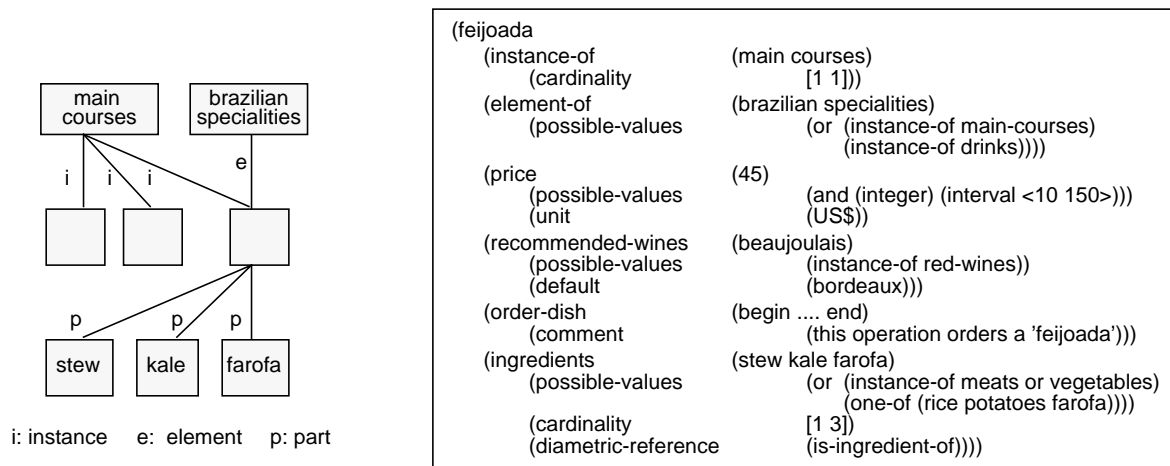 main
courses
brazilian
specialities
e
i i i
p p p
stew kale farofa
i: instance e: element p: part
(feijoada
(instance-of (main courses)
(cardinality [1 1]))
(element-of (brazilian specialities)
(possible-values (or (instance-of main-courses)
(instance-of drinks))))
(price (45)
(possible-values (and (integer) (interval <10 150>)))
(unit (US$))
(recommended-wines (beaujoulais)
(possible-values (instance-of red-wines))
(default (bordeaux)))
(order-dish (begin .... end)
(comment (this operation orders a 'feijoada')))
(ingredients (stew kale farofa)
(possible-values (or (instance-of meats or vegetables)
(one-of (rice potatoes farofa))))
(cardinality [1 3])
(diametric-reference (is-ingredient-of))))